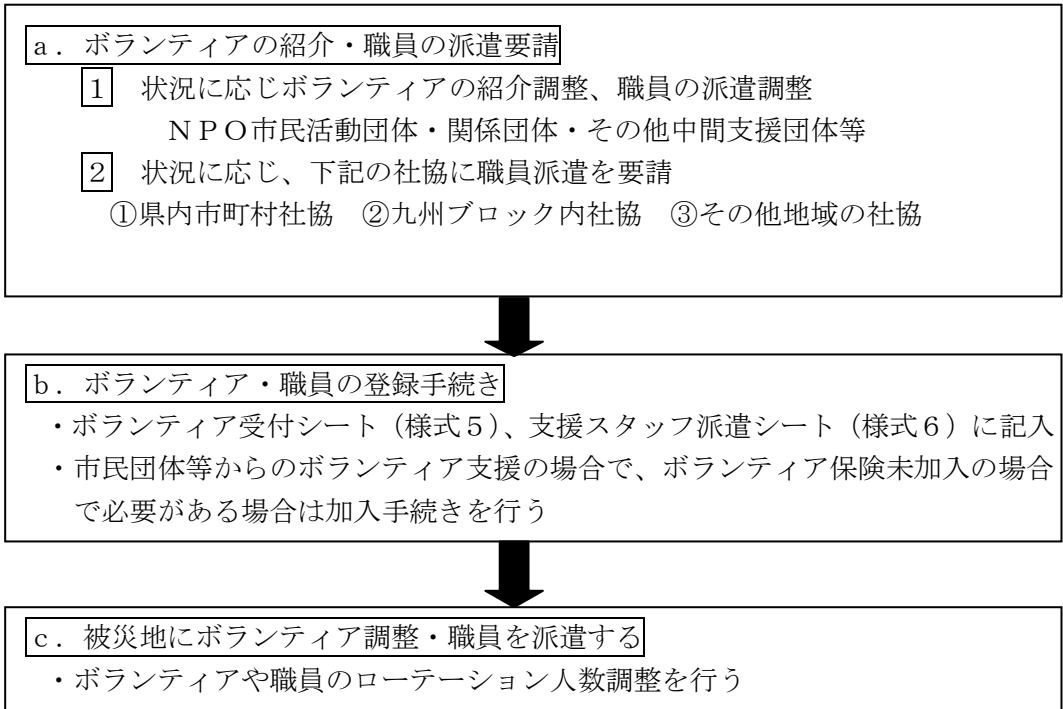 ａ．ボランティアの紹介・職員の派遣要請
１　状況に応じボランティアの紹介調整、職員の派遣調整
ＮＰＯ市民活動団体・関係団体・その他中間支援団体等
２　状況に応じ、下記の社協に職員派遣を要請
①県内市町村社協　②九州ブロック内社協　③その他地域の社協
ｂ．ボランティア・職員の登録手続き
・ボランティア受付シート（様式５）、支援スタッフ派遣シート（様式６）に記入
・市民団体等からのボランティア支援の場合で、ボランティア保険未加入の場合
で必要がある場合は加入手続きを行う
ｃ．被災地にボランティア調整・職員を派遣する
・ボランティアや職員のローテーション人数調整を行う